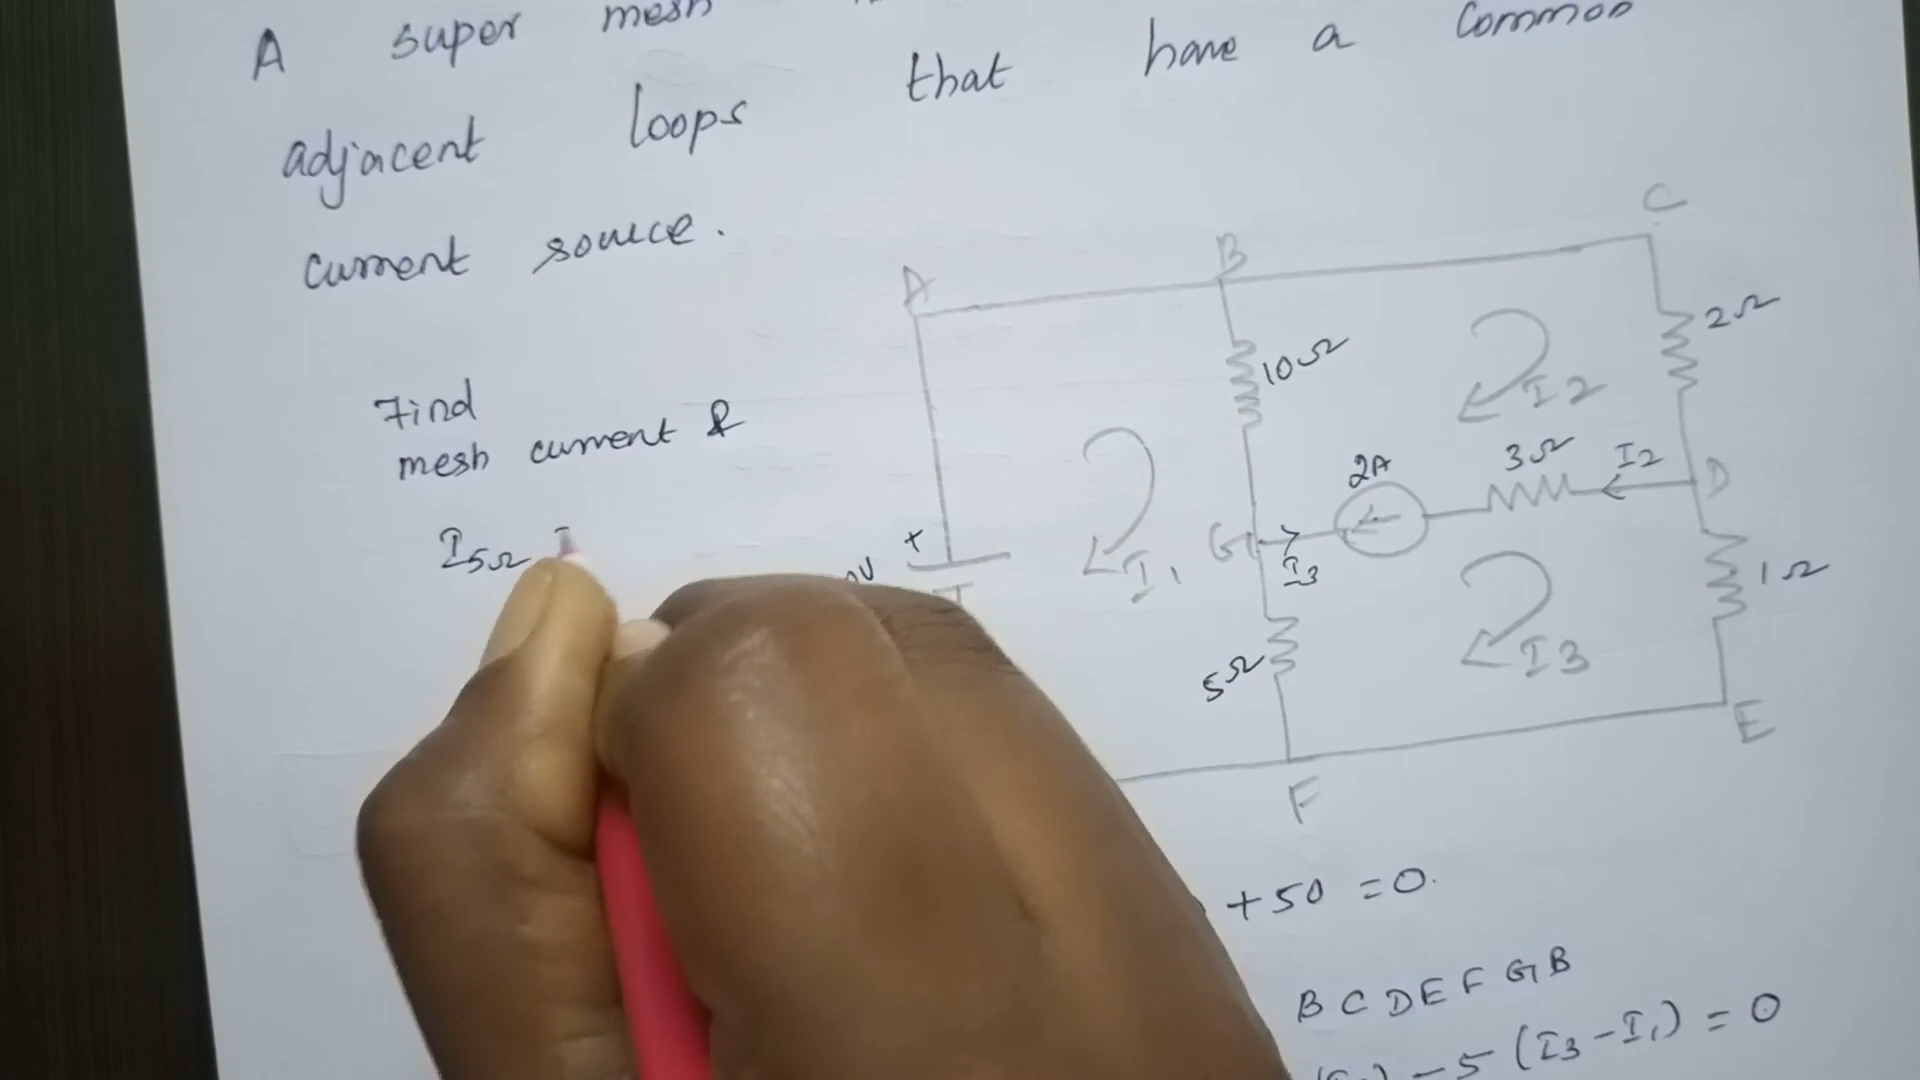 A super mesh
adjacent loops that have a common
current source.
Find
mesh current &
I5Ω I
A
B
C
10Ω
2Ω
I2
2A
3Ω
I2
D
+
I1
G
I3
1Ω
5Ω
I3
E
F
+50 =0.
B C D E F G B
-5 (I3-I1) = 0